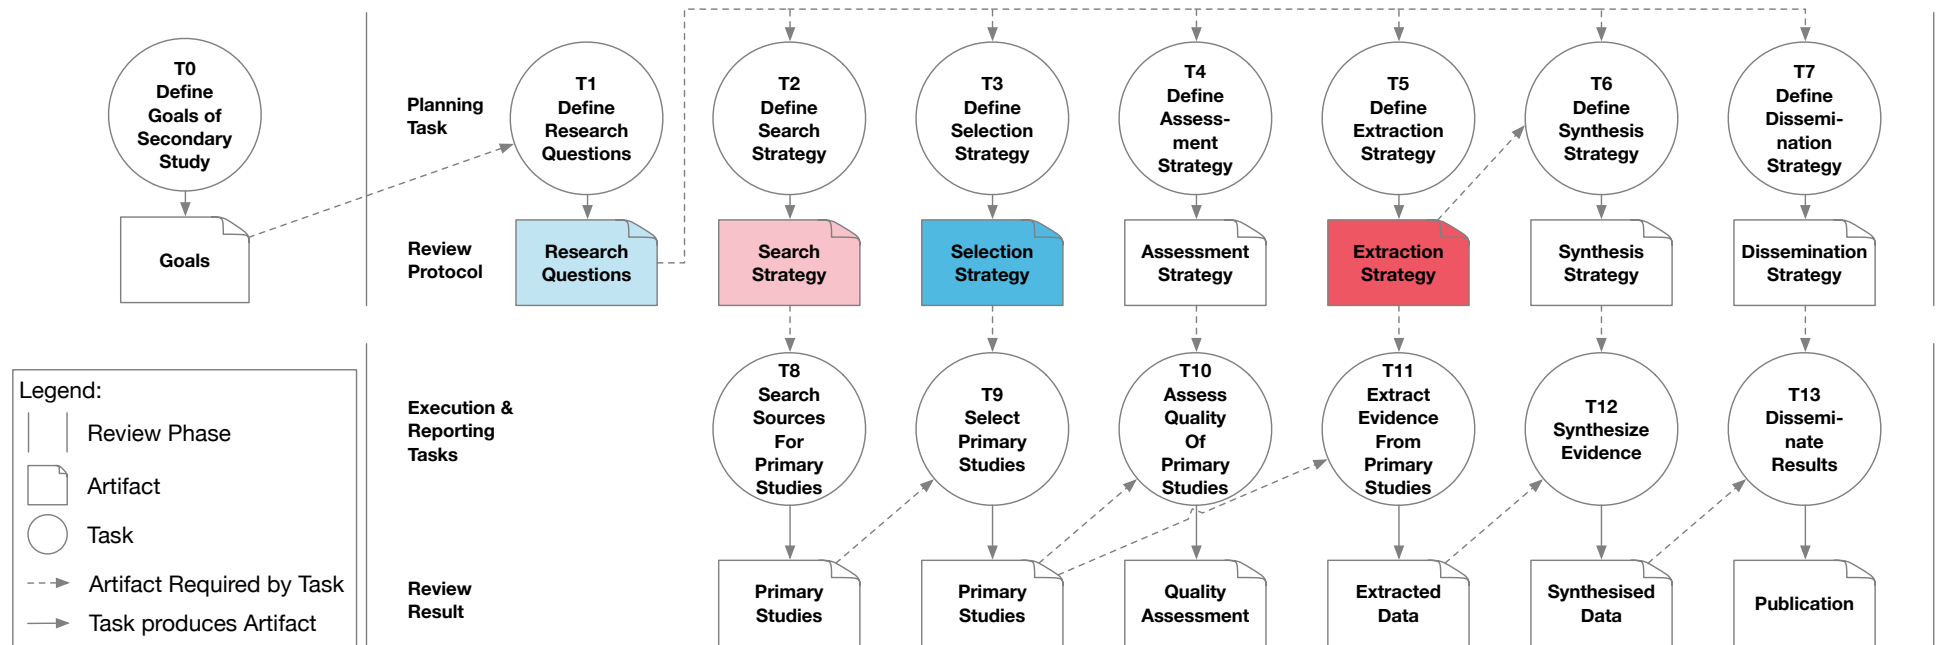 T0
Define
Goals of
Secondary
Study
Goals
Planning
Task
T1
Define
Research
Questions
T2
Define
Search
Strategy
T3
Define
Selection
Strategy
T4
Define
Assess-
ment
Strategy
T5
Define
Extraction
Strategy
T6
Define
Synthesis
Strategy
T7
Define
Dissemi-
nation
Strategy
Review
Protocol
Research
Questions
Search
Strategy
Selection
Strategy
Assessment
Strategy
Extraction
Strategy
Synthesis
Strategy
Dissemination
Strategy
Execution &
Reporting
Tasks
T8
Search
Sources
For
Primary
Studies
T9
Select
Primary
Studies
T10
Assess
Quality
Of
Primary
Studies
T11
Extract
Evidence
From
Primary
Studies
T12
Synthesize
Evidence
T13
Dissemi-
nate
Results
Review
Result
Primary
Studies
Primary
Studies
Quality
Assessment
Extracted
Data
Synthesised
Data
Publication
Legend:
Review Phase
Artifact
Task
Artifact Required by Task
Task produces Artifact